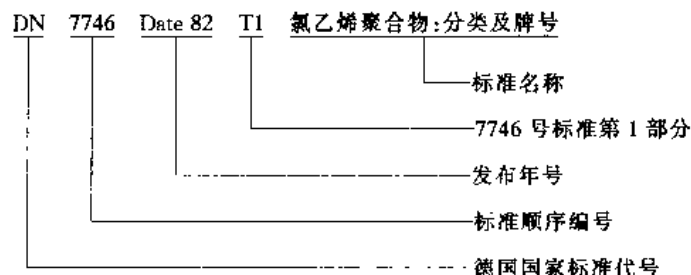 DN 7746 Date 82 T1 氯乙烯聚合物:分类及牌号
标准名称
7746 号标准第 1 部分
发布年号
标准顺序编号
德国国家标准代号